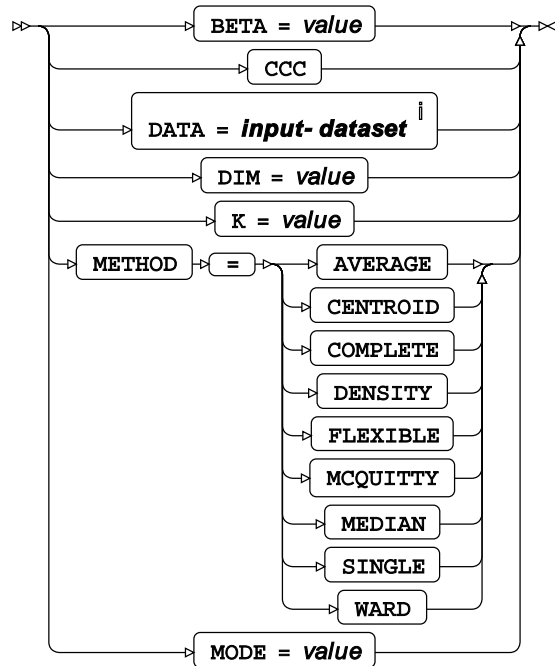 BETA = value
CCC
DATA = input- dataset i
DIM = value
K = value
METHOD = AVERAGE
CENTROID
COMPLETE
DENSITY
FLEXIBLE
MCQUITTY
MEDIAN
SINGLE
WARD
MODE = value